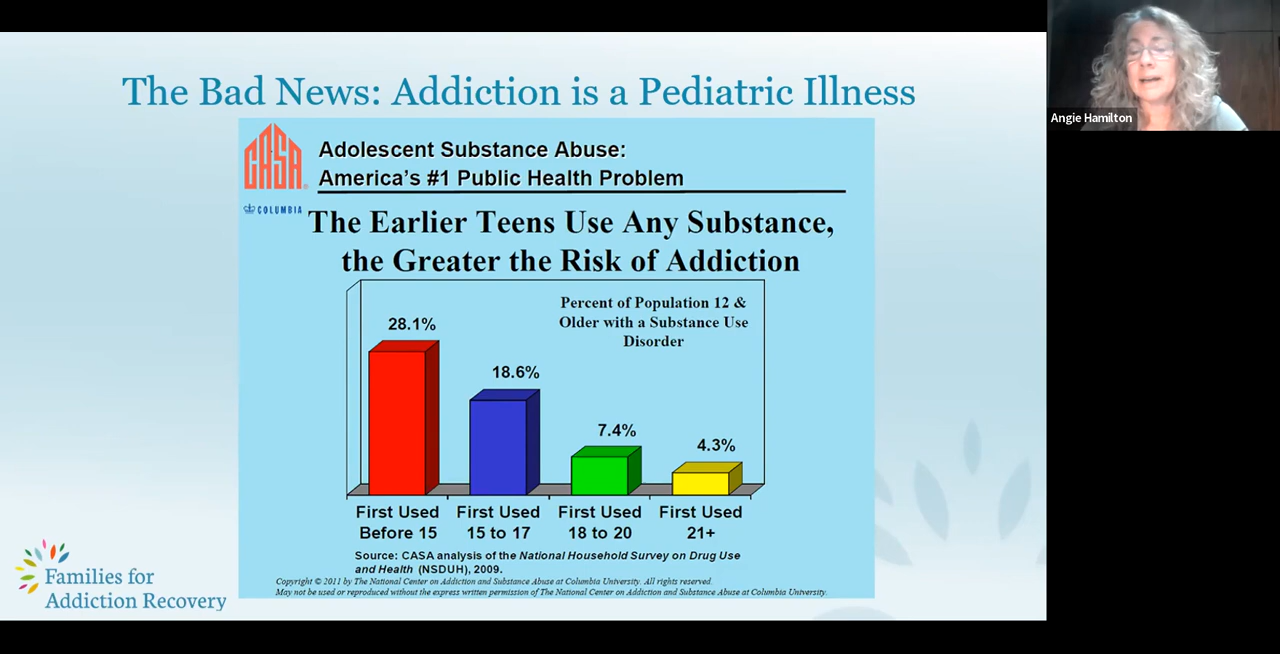 The Bad News: Addiction is a Pediatric Illness
Angie Hamilton
CASA
COLUMBIA
Adolescent Substance Abuse:
America's #1 Public Health Problem
The Earlier Teens Use Any Substance,
the Greater the Risk of Addiction
Percent of Population 12 &
Older with a Substance Use
Disorder
28.1%
18.6%
7.4%
4.3%
First Used
Before 15
First Used
15 to 17
First Used
18 to 20
First Used
21+
Source: CASA analysis of the National Household Survey on Drug Use
and Health (NSDUH), 2009.
Copyright © 2011 by The National Center on Addiction and Substance Abuse at Columbia University. All rights reserved.
May not be used or reproduced without the express written permission of The National Center on Addiction and Substance Abuse at Columbia University.
Families for
Addiction Recovery